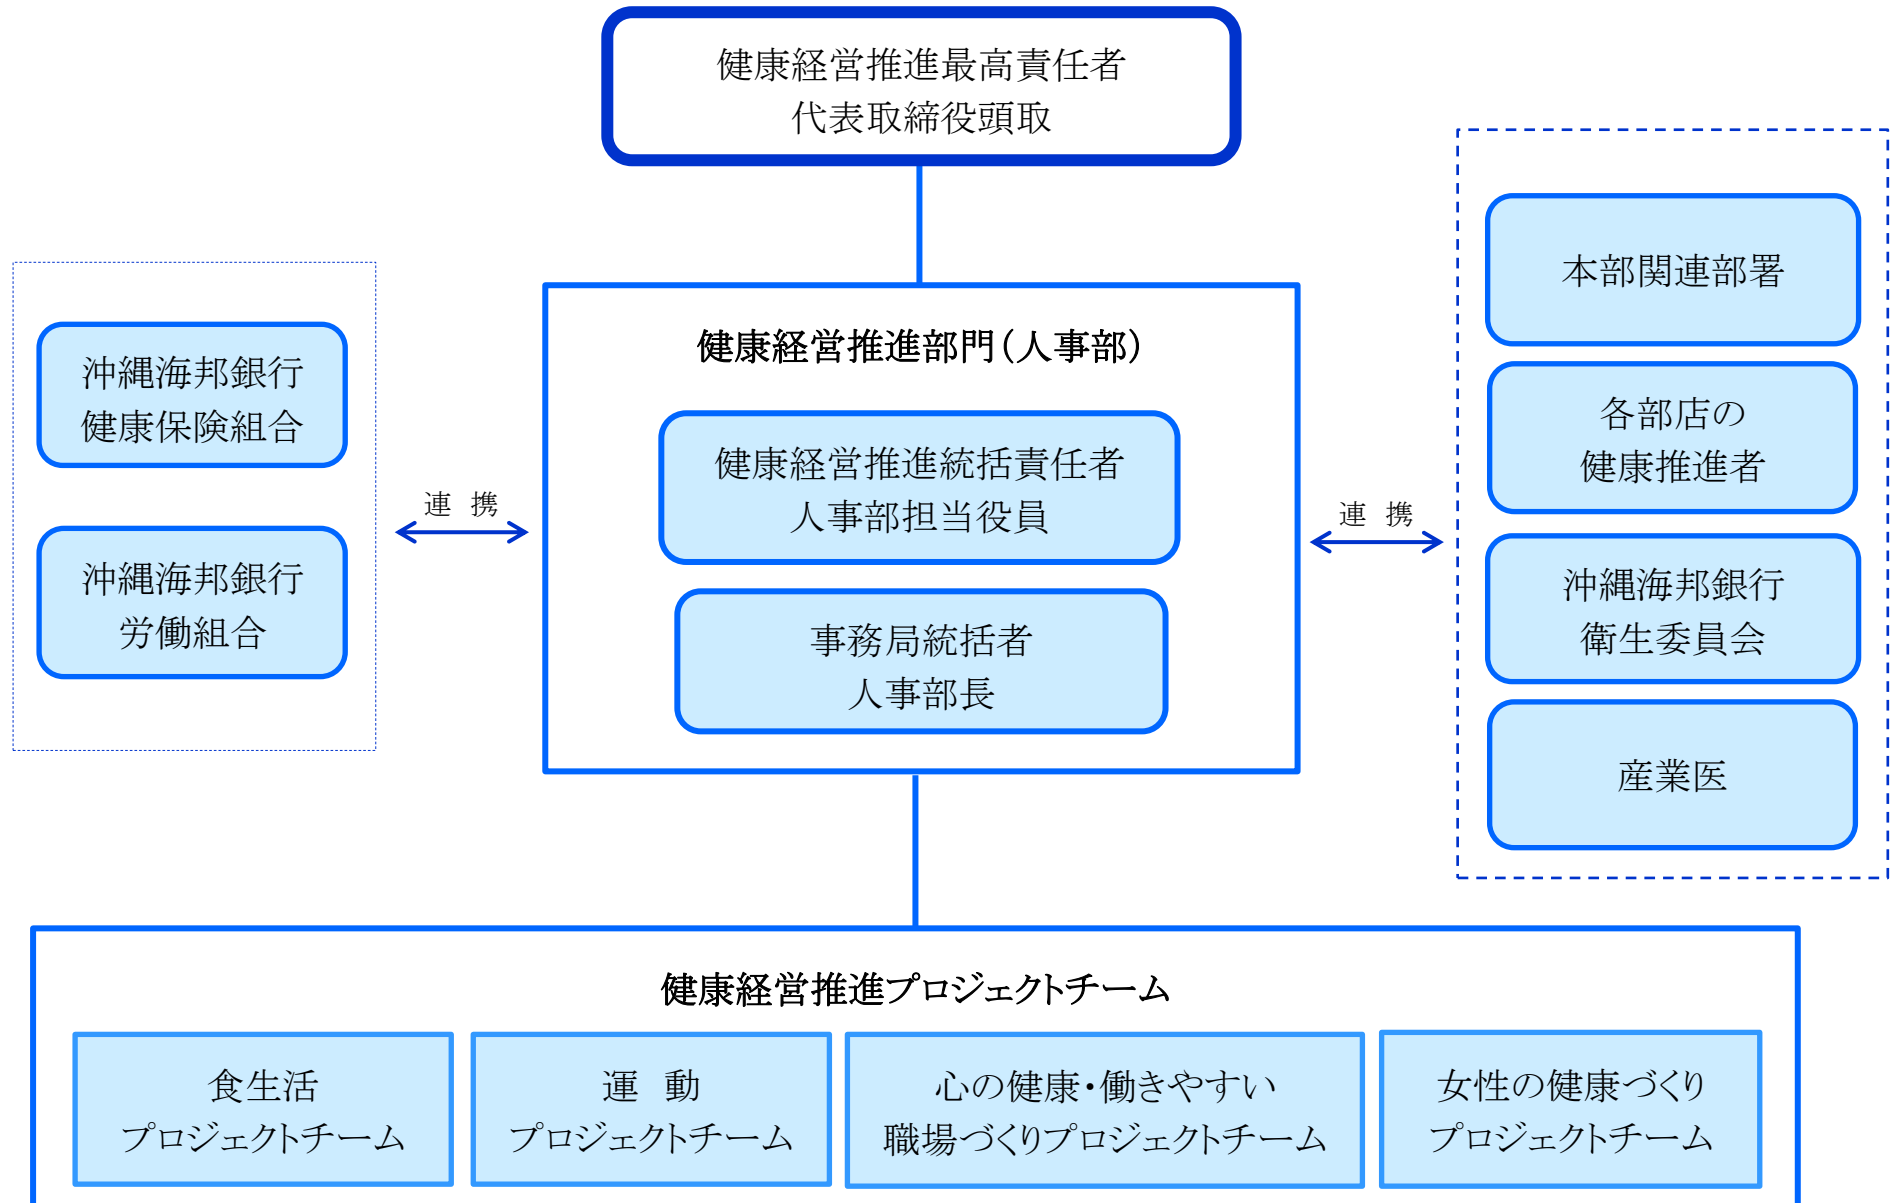 健康経営推進最高責任者
代表取締役頭取
沖縄海邦銀行
健康保険組合
沖縄海邦銀行
労働組合
連　携
健康経営推進部門（人事部）
健康経営推進統括責任者
人事部担当役員
事務局統括者
人事部長
連　携
本部関連部署
各部店の
健康推進者
沖縄海邦銀行
衛生委員会
産業医
健康経営推進プロジェクトチーム
食生活
プロジェクトチーム
運　動
プロジェクトチーム
心の健康・働きやすい
職場づくりプロジェクトチーム
女性の健康づくり
プロジェクトチーム